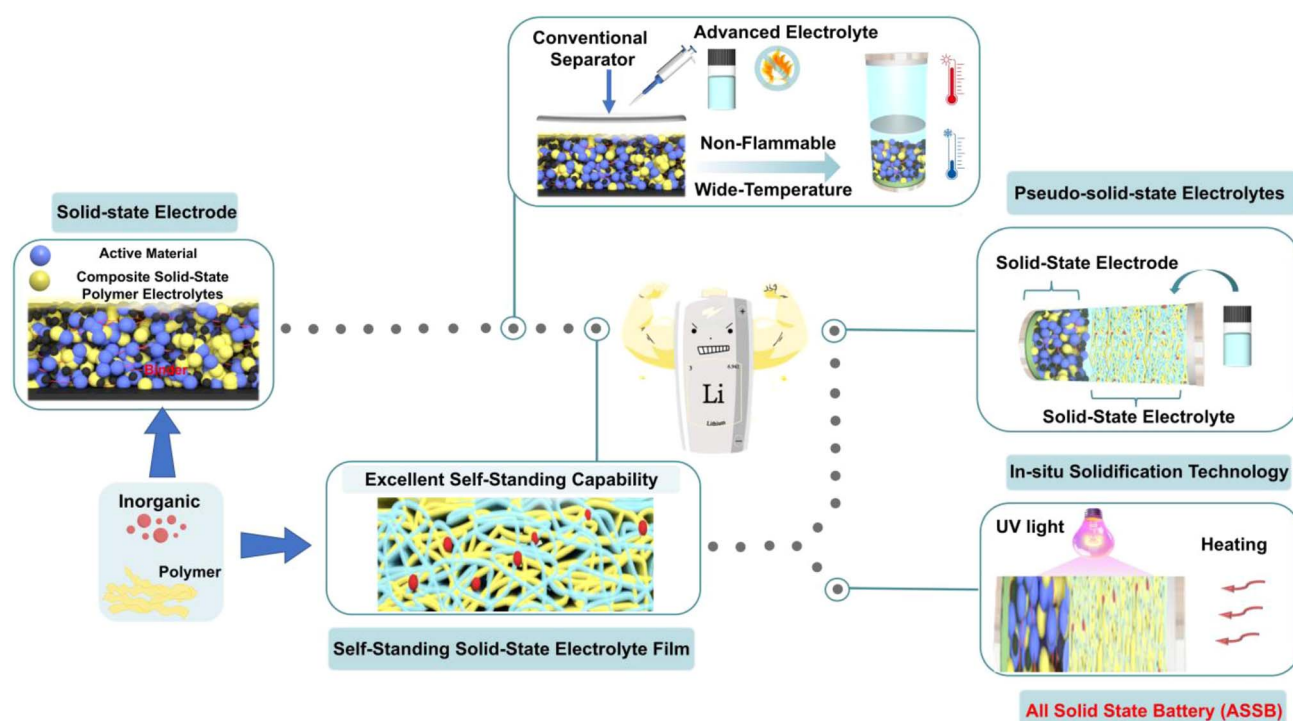 Conventional
Separator
Advanced Electrolyte
Non-Flammable
Wide-Temperature
Solid-state Electrode
Active Material
Composite Solid-State
Polymer Electrolytes
Binder
Inorganic
Polymer
Excellent Self-Standing Capability
Self-Standing Solid-State Electrolyte Film
+
3
Li
Lithium
Pseudo-solid-state Electrolytes
Solid-State Electrode
Solid-State Electrolyte
In-situ Solidification Technology
UV light
Heating
All Solid State Battery (ASSB)